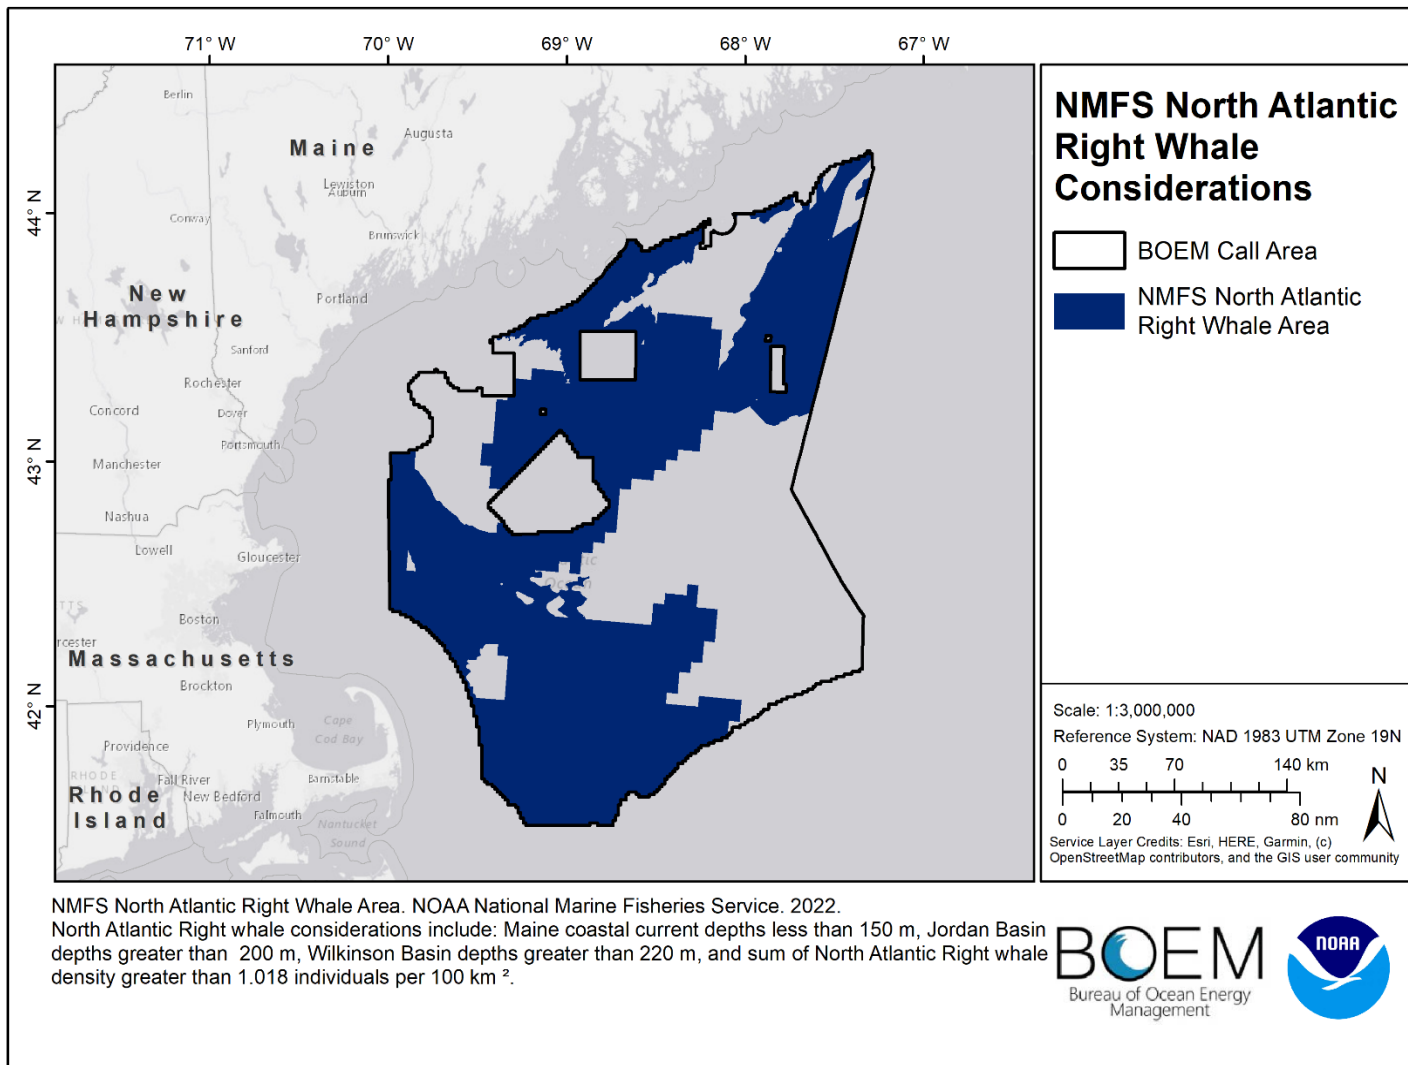 71° W
70° W
69° W
68° W
67° W
44° N
43° N
42° N
Berlin
Maine
Augusta
Lewiston
Auburn
Conway
Brunswick
New
Hampshire
Portland
Sanford
Rochester
Concord
Dover
Portsmouth
Manchester
Nashua
Lowell
Gloucester
Ocean
Boston
Massachusetts
Brockton
Plymouth
Cape
Cod Bay
Providence
RHODE
Fall River
Barnstable
New Bedford
Rhode
Island
Falmouth
Nantucket
Sound
NMFS North Atlantic
Right Whale
Considerations
BOEM Call Area
NMFS North Atlantic
Right Whale Area
Scale: 1:3,000,000
Reference System: NAD 1983 UTM Zone 19N
0 35 70 140 km
0 20 40 80 nm
N
Service Layer Credits: Esri, HERE, Garmin, (c)
OpenStreetMap contributors, and the GIS user community
NMFS North Atlantic Right Whale Area. NOAA National Marine Fisheries Service. 2022.
North Atlantic Right whale considerations include: Maine coastal current depths less than 150 m, Jordan Basin
depths greater than 200 m, Wilkinson Basin depths greater than 220 m, and sum of North Atlantic Right whale
density greater than 1.018 individuals per 100 km ².
BOEM
Bureau of Ocean Energy
Management
NOAA